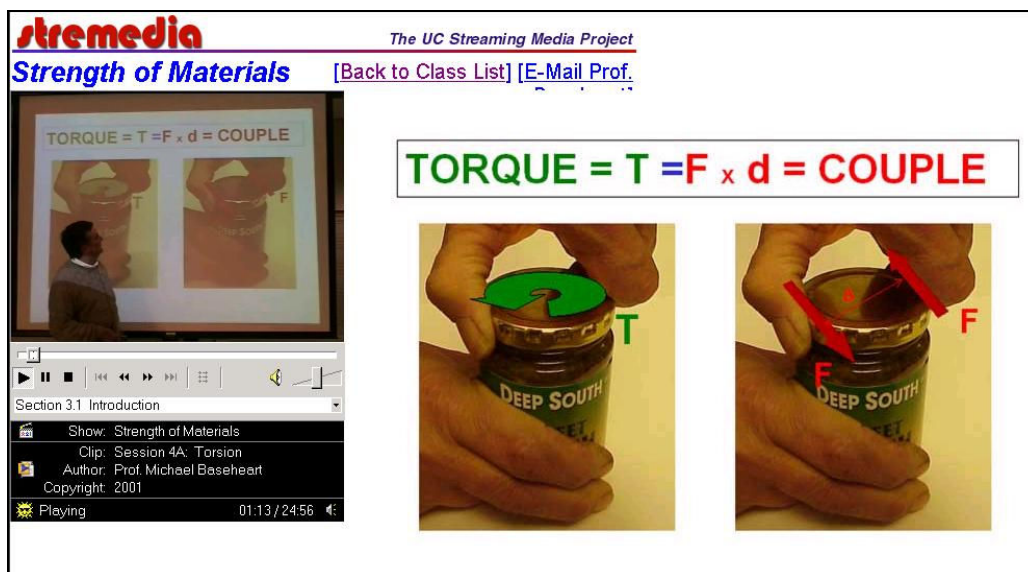 stremedia
The UC Streaming Media Project
Strength of Materials
[Back to Class List] [E-Mail Prof.
TORQUE = T =F x d = COUPLE
T
F
TORQUE = T =F x d = COUPLE
T
DEEP SOUTH
d
F
F
DEEP SOUTH
Section 3.1 Introduction
Show: Strength of Materials
Clip: Session 4A: Torsion
Author: Prof. Michael Baseheart
Copyright: 2001
Playing 01:13 / 24:56